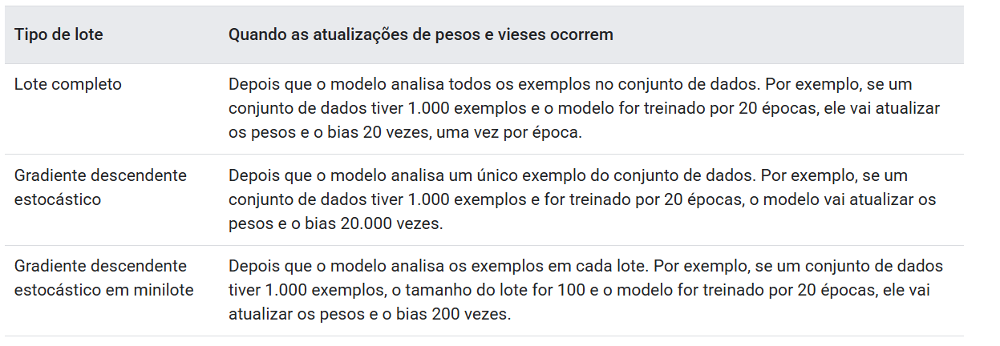 Tipo de lote
Quando as atualizações de pesos e vieses ocorrem
Lote completo
Depois que o modelo analisa todos os exemplos no conjunto de dados. Por exemplo, se um
conjunto de dados tiver 1.000 exemplos e o modelo for treinado por 20 épocas, ele vai atualizar
os pesos e o bias 20 vezes, uma vez por época.
Gradiente descendente
estocástico
Depois que o modelo analisa um único exemplo do conjunto de dados. Por exemplo, se um
conjunto de dados tiver 1.000 exemplos e for treinado por 20 épocas, o modelo vai atualizar os
pesos e o bias 20.000 vezes.
Gradiente descendente
estocástico em minilote
Depois que o modelo analisa os exemplos em cada lote. Por exemplo, se um conjunto de dados
tiver 1.000 exemplos, o tamanho do lote for 100 e o modelo for treinado por 20 épocas, ele vai
atualizar os pesos e o bias 200 vezes.